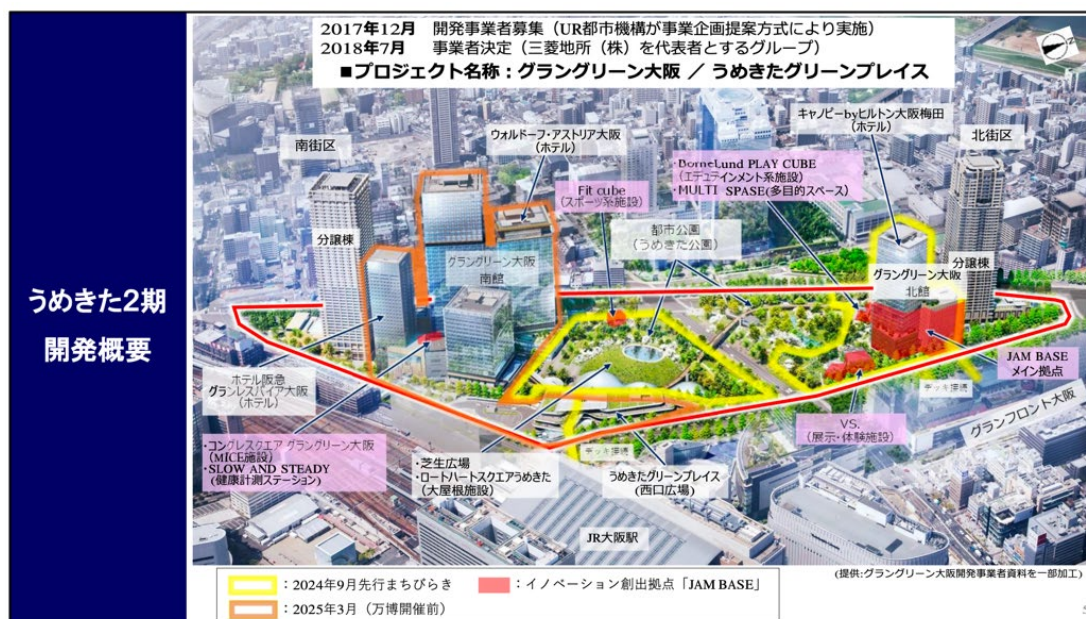 2017年12月 開発事業者募集（UR都市機構が事業企画提案方式により実施）
2018年7月 事業者決定（三菱地所（株）を代表者とするグループ）
■プロジェクト名称：グラングリーン大阪 ／ うめきたグリーンプレイス
うめきた2期
開発概要
南街区
ウォルドーフ・アストリア大阪
（ホテル）
キャノピーbyヒルトン大阪梅田
（ホテル）
北街区
Fit cube
（スポーツ系施設）
・BorneLund PLAY CUBE
（エデュテインメント系施設）
・MULTI SPASE(多目的スペース）
都市公園
（うめきた公園）
分譲棟
グラングリーン大阪
南館
グラングリーン大阪
北館
分譲棟
ホテル阪急
グランレスパイア大阪
（ホテル）
JAM BASE
メイン拠点
デッキ接続
グランフロント大阪
VS.
（展示・体験施設）
・コングレスクエア グラングリーン大阪
（MICE施設）
・SLOW AND STEADY
（健康計測ステーション）
・芝生広場
・ロートハートスクエアうめきた
（大屋根施設）
うめきたグリーンプレイス
（西口広場）
デッキ接続
JR大阪駅
：2024年9月先行まちびらき
：イノベーション創出拠点「JAM BASE」
：2025年3月（万博開催前）
(提供:グラングリーン大阪開発事業者資料を一部加工)
5